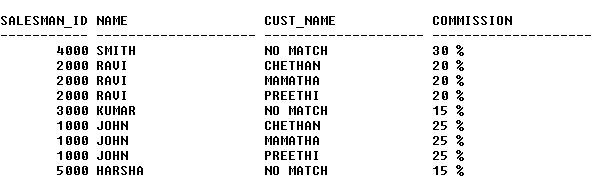 SALESMAN_ID NAME CUST_NAME COMMISSION
----------- -------------------- -------------------- --------------------
4000 SMITH NO MATCH 30 %
2000 RAVI CHETHAN 20 %
2000 RAVI MAMATHA 20 %
2000 RAVI PREETHI 20 %
3000 KUMAR NO MATCH 15 %
1000 JOHN CHETHAN 25 %
1000 JOHN MAMATHA 25 %
1000 JOHN PREETHI 25 %
5000 HARSHA NO MATCH 15 %